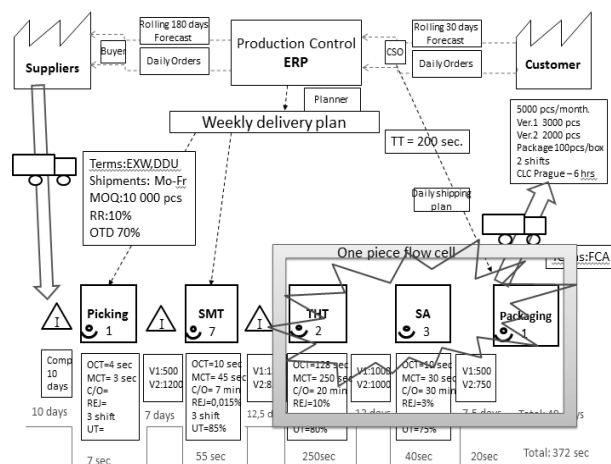 Rolling 180 days
Forecast
Buyer
Daily Orders
Suppliers
Production Control
ERP
CSO
Rolling 30 days
Forecast
Daily Orders
Customer
Planner
Weekly delivery plan
5000 pcs/month.
Ver.1 3000 pcs
Ver.2 2000 pcs
Package100pcs/box
2 shifts
CLC Prague – 6 hrs
TT = 200 sec.
Terms:EXW,DDU
Shipments: Mo-Fr
MOQ:10 000 pcs
RR:10%
OTD 70%
Daily shipping
plan
One piece flow cell
Terms:FCA
I
Picking
1
I
SMT
7
I
THT
2
SA
3
Packaging
1
Comp
10
days
OCT=4 sec
MCT= 3 sec
C/O=
REJ=
3 shift
UT=
V1:500
V2:1200
OCT=10 sec
MCT= 45 sec
C/O= 7 min
REJ=0,015%
3 shift
UT=85%
OCT=128 sec
MCT= 250 sec
C/O= 20 min
REJ=10%
UT=80%
V1:1000
V2:1000
OCT=10 sec
MCT= 30 sec
C/O= 30 min
REJ=3%
UT=75%
V1:500
V2:750
10 days
7 days
12,5
12 days
7,5 days
7 sec
55 sec
250sec
40sec
20sec
Total: 372 sec